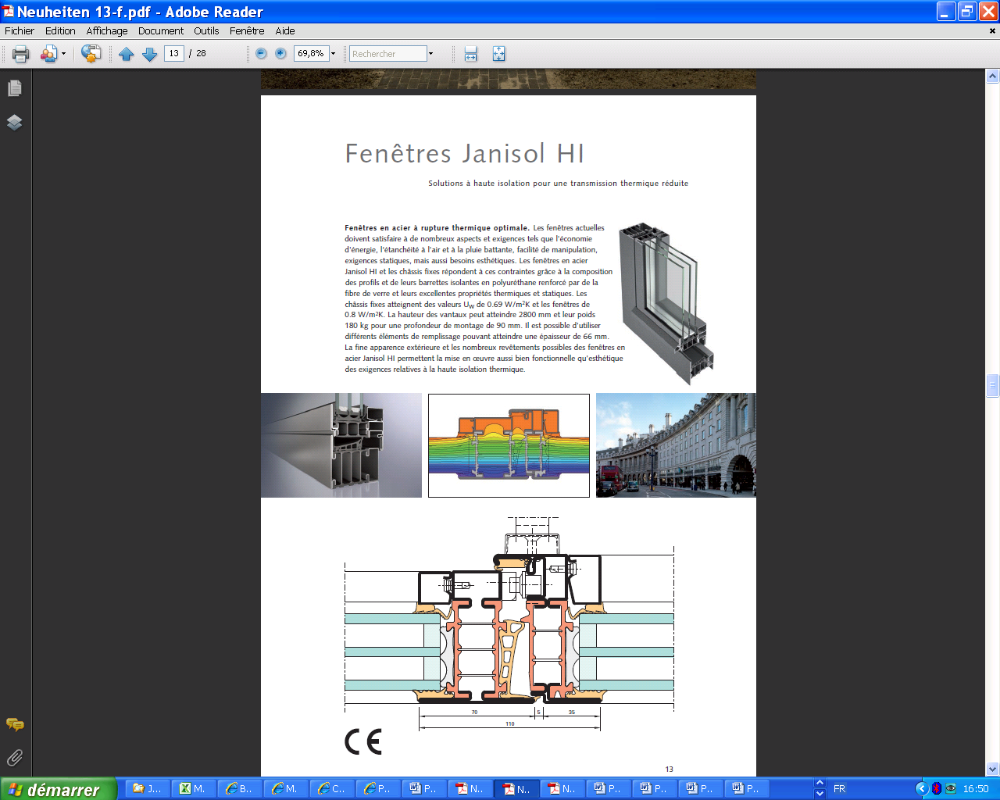 Neuheiten 13-f.pdf - Adobe Reader
Fichier Edition Affichage Document Outils Fenêtre Aide
13 / 28 69,8% Rechercher
Fenêtres Janisol HI
Solutions à haute isolation pour une transmission thermique réduite
Fenêtres en acier à rupture thermique optimale. Les fenêtres actuelles
doivent satisfaire à de nombreux aspects et exigences tels que l'économie
d'énergie, l'étanchéité à l'air et à la pluie battante, facilité de manipulation,
exigences statiques, mais aussi besoins esthétiques. Les fenêtres en acier
Janisol HI et les châssis fixes répondent à ces contraintes grâce à la composition
des profils et de leurs barrettes isolantes en polyuréthane renforcé par de la
fibre de verre et leurs excellentes propriétés thermiques et statiques. Les
châssis fixes atteignent des valeurs Uw de 0.69 W/m²K et les fenêtres de
0.8 W/m²K. La hauteur des vantaux peut atteindre 2800 mm et leur poids
180 kg pour une profondeur de montage de 90 mm. Il est possible d'utiliser
différents éléments de remplissage pouvant atteindre une épaisseur de 66 mm.
La fine apparence extérieure et les nombreux revêtements possibles des fenêtres en
acier Janisol HI permettent la mise en œuvre aussi bien fonctionnelle qu'esthétique
des exigences relatives à la haute isolation thermique.
70 5 35
110
CE
13
démarrer J... M. B.. M. C.. P.. P.. N.. N.. N.. P.. P.. P.. P.. FR 16:50